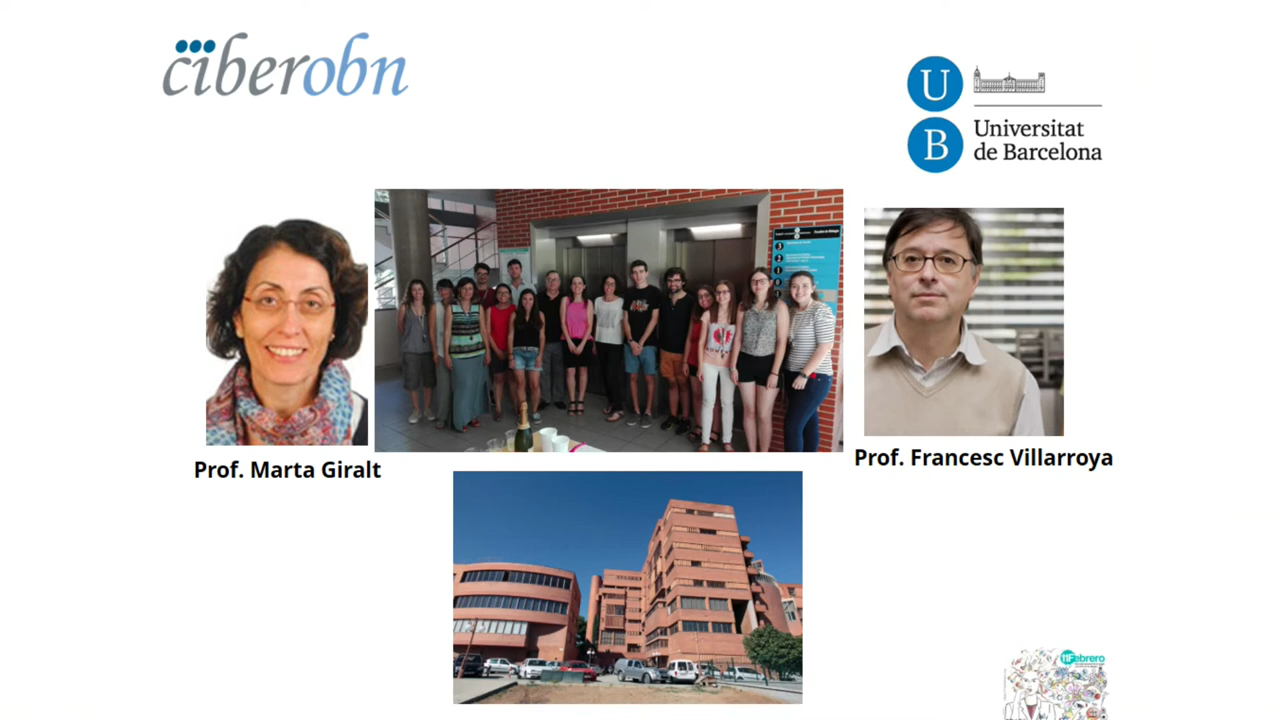 ciberobn
U
B
Universitat
de Barcelona
Prof. Marta Giralt
Prof. Francesc Villarroya
11Febrero